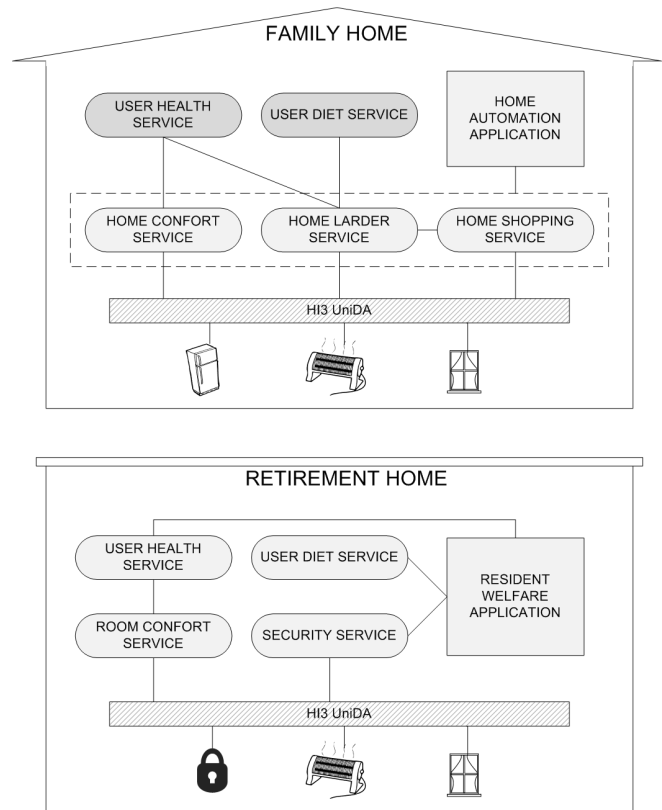 FAMILY HOME
USER HEALTH
SERVICE
USER DIET SERVICE
HOME
AUTOMATION
APPLICATION
HOME CONFORT
SERVICE
HOME LARDER
SERVICE
HOME SHOPPING
SERVICE
HI3 UniDA
RETIREMENT HOME
USER HEALTH
SERVICE
USER DIET SERVICE
RESIDENT
WELFARE
APPLICATION
ROOM CONFORT
SERVICE
SECURITY SERVICE
HI3 UniDA